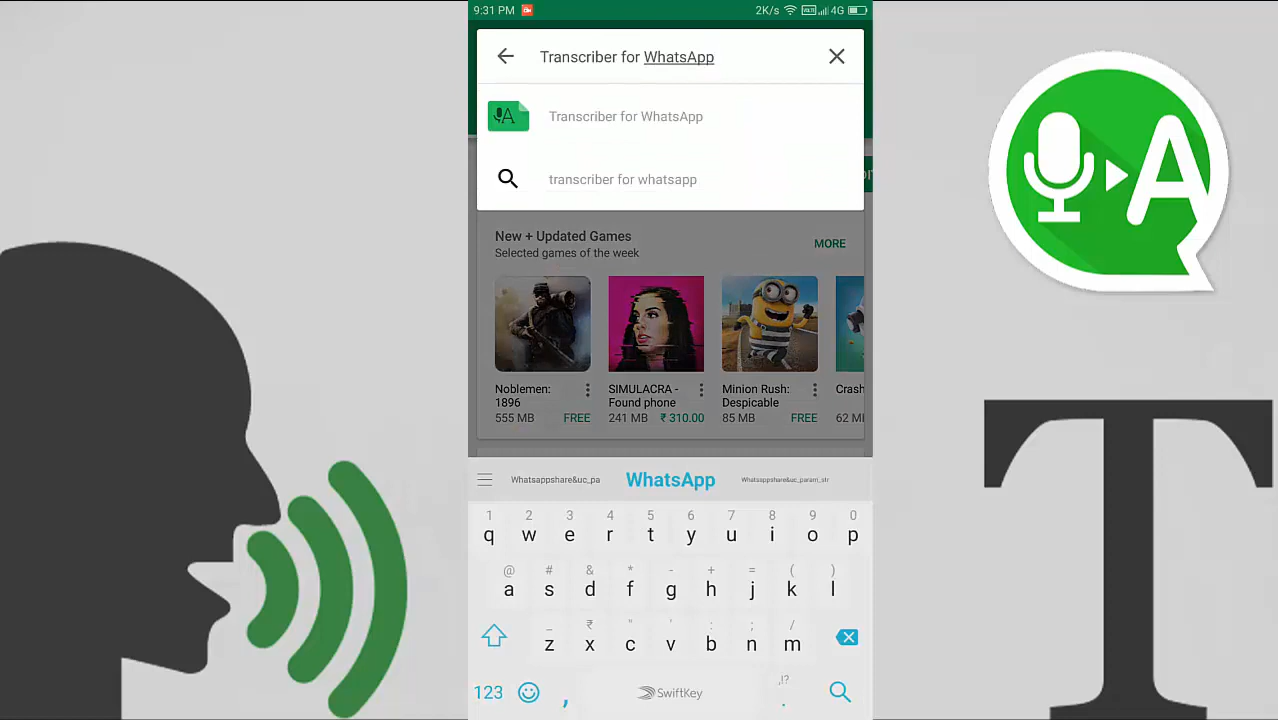 9:31 PM
2K/s VoLTE 4G
Transcriber for WhatsApp
A
Transcriber for WhatsApp
transcriber for whatsapp
New + Updated Games
Selected games of the week
MORE
Noblemen:
1896
555 MB FREE
SIMULACRA -
Found phone
241 MB ₹ 310.00
Minion Rush:
Despicable
85 MB FREE
Crash
62 M
Whatsappshare&uc_pa WhatsApp Whatsappshare&uc_param_str
1 2 3 4 5 6 7 8 9 0
q w e r t y u i o p
@ # & * - + = ( )
a s d f g h j k l
_ ₹ " ' : ; /
z x c v b n m
,!?
123 , SwiftKey .
A
T